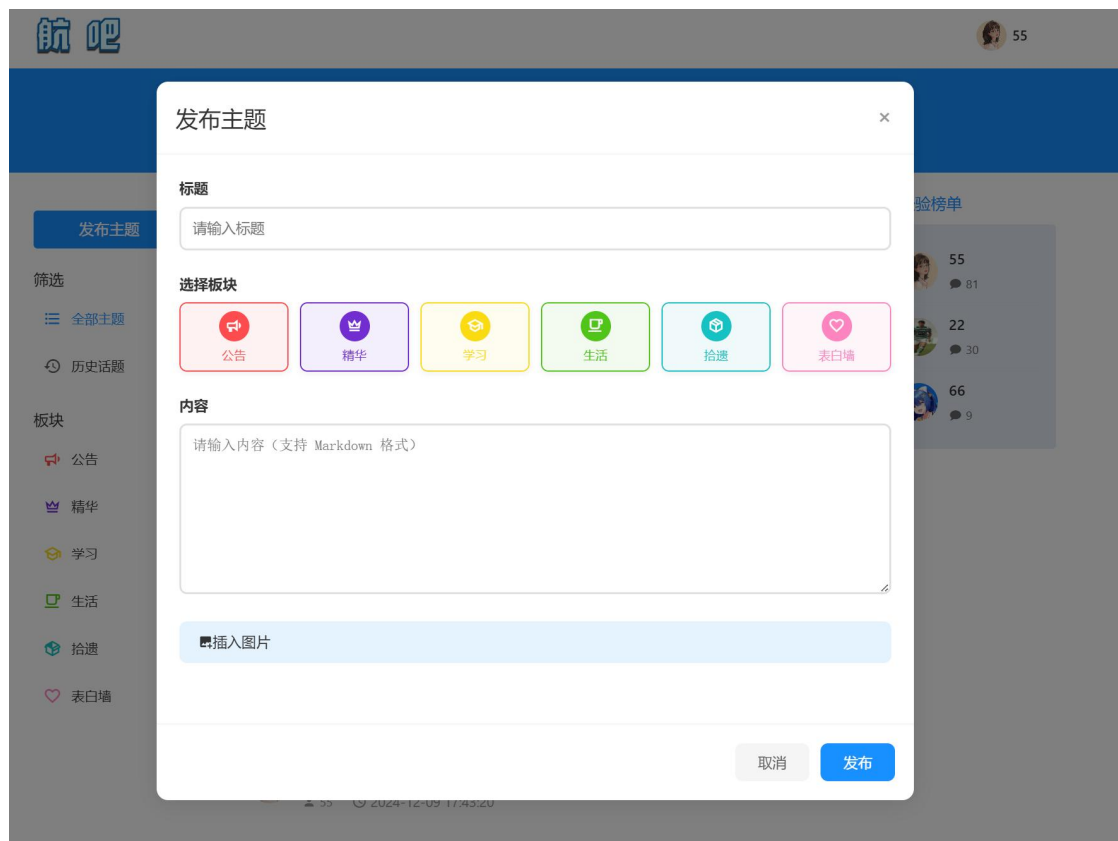 航吧
55
发布主题
×
标题
请输入标题
选择板块
公告
精华
学习
生活
拾遗
表白墙
内容
请输入内容（支持 Markdown 格式）
插入图片
取消
发布
发布主题
筛选
全部主题
历史话题
板块
公告
精华
学习
生活
拾遗
表白墙
验榜单
55
81
22
30
66
9
55 2024-12-09 17:43:20